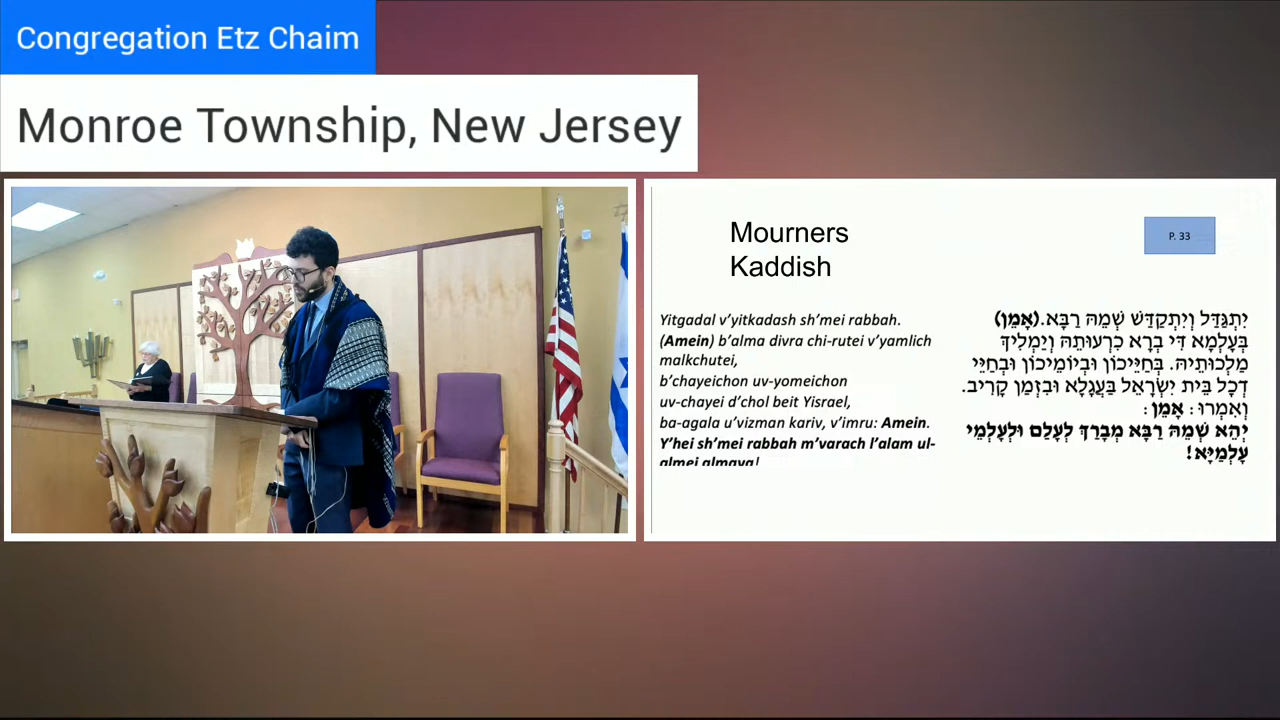 Congregation Etz Chaim
Monroe Township, New Jersey
Mourners
Kaddish
P. 33
Yitgadal v’yitkadash sh’mei rabbah.
(Amein) b’alma divra chi-rutei v’yamlich
malkchutei,
b’chayeichon uv-yomeichon
uv-chayei d’chol beit Yisrael,
ba-agala u’vizman kariv, v’imru: Amein.
Y’hei sh’mei rabbah m’varach l’alam ul-
almei almaya!
יִתְגַּדַּל וְיִתְקַדַּשׁ שְׁמֵהּ רַבָּא.(אָמֵן)
בְּעָלְמָא דִּי בְרָא כִרְעוּתֵהּ וְיַמְלִיךְ
מַלְכוּתֵיהּ. בְּחַיֵּיכוֹן וּבְיוֹמֵיכוֹן וּבְחַיֵּי
דְכָל בֵּית יִשְׂרָאֵל בַּעֲגָלָא וּבִזְמַן קָרִיב.
וְאִמְרוּ: אָמֵן:
יְהֵא שְׁמֵהּ רַבָּא מְבָרַךְ לְעָלַם וּלְעָלְמֵי
עָלְמַיָּא!